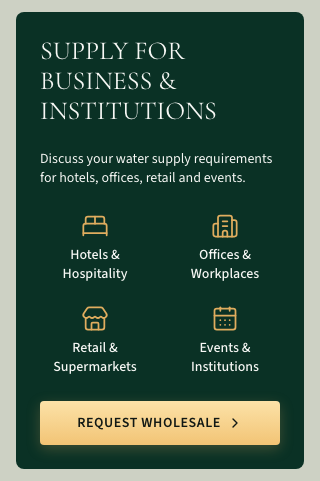 SUPPLY FOR
BUSINESS &
INSTITUTIONS
Discuss your water supply requirements
for hotels, offices, retail and events.
Hotels &
Hospitality
Offices &
Workplaces
Retail &
Supermarkets
Events &
Institutions
REQUEST WHOLESALE